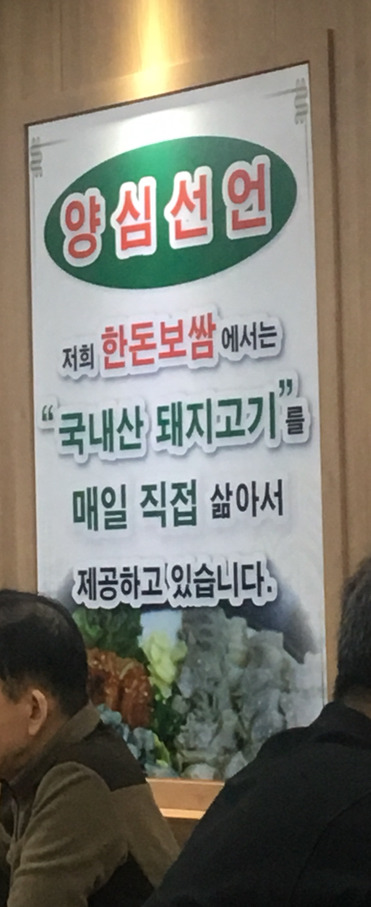 양심선언
저희 한돈보쌈에서는
“국내산 돼지고기”를
매일 직접 삶아서
제공하고 있습니다.